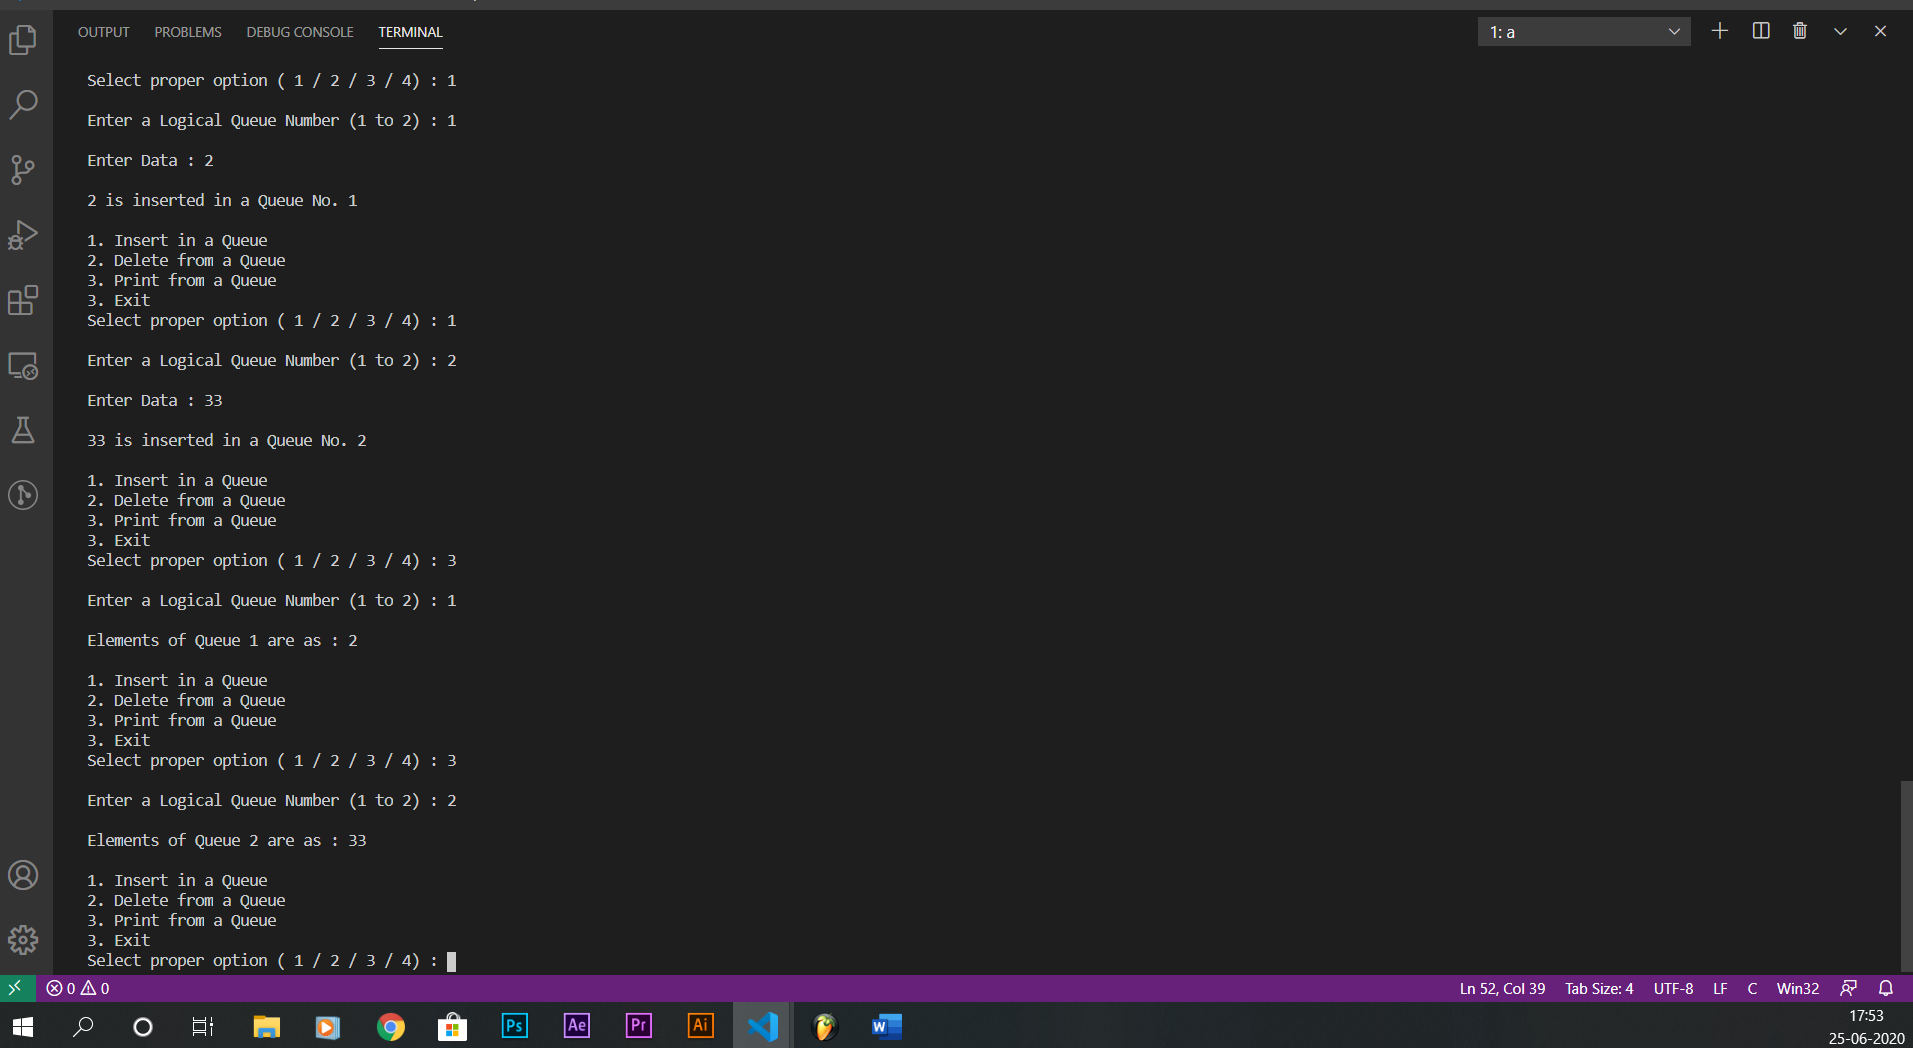 OUTPUT PROBLEMS DEBUG CONSOLE TERMINAL 1: a
Select proper option ( 1 / 2 / 3 / 4) : 1
Enter a Logical Queue Number (1 to 2) : 1
Enter Data : 2
2 is inserted in a Queue No. 1
1. Insert in a Queue
2. Delete from a Queue
3. Print from a Queue
3. Exit
Select proper option ( 1 / 2 / 3 / 4) : 1
Enter a Logical Queue Number (1 to 2) : 2
Enter Data : 33
33 is inserted in a Queue No. 2
1. Insert in a Queue
2. Delete from a Queue
3. Print from a Queue
3. Exit
Select proper option ( 1 / 2 / 3 / 4) : 3
Enter a Logical Queue Number (1 to 2) : 1
Elements of Queue 1 are as : 2
1. Insert in a Queue
2. Delete from a Queue
3. Print from a Queue
3. Exit
Select proper option ( 1 / 2 / 3 / 4) : 3
Enter a Logical Queue Number (1 to 2) : 2
Elements of Queue 2 are as : 33
1. Insert in a Queue
2. Delete from a Queue
3. Print from a Queue
3. Exit
Select proper option ( 1 / 2 / 3 / 4) :
0 0 Ln 52, Col 39 Tab Size: 4 UTF-8 LF C Win32
Ps Ae Pr Ai W
17:53
25-06-2020